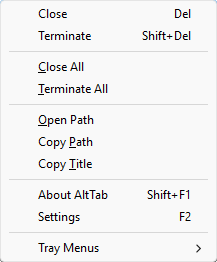 Close Del
Terminate Shift+Del
Close All
Terminate All
Open Path
Copy Path
Copy Title
About AltTab Shift+F1
Settings F2
Tray Menus